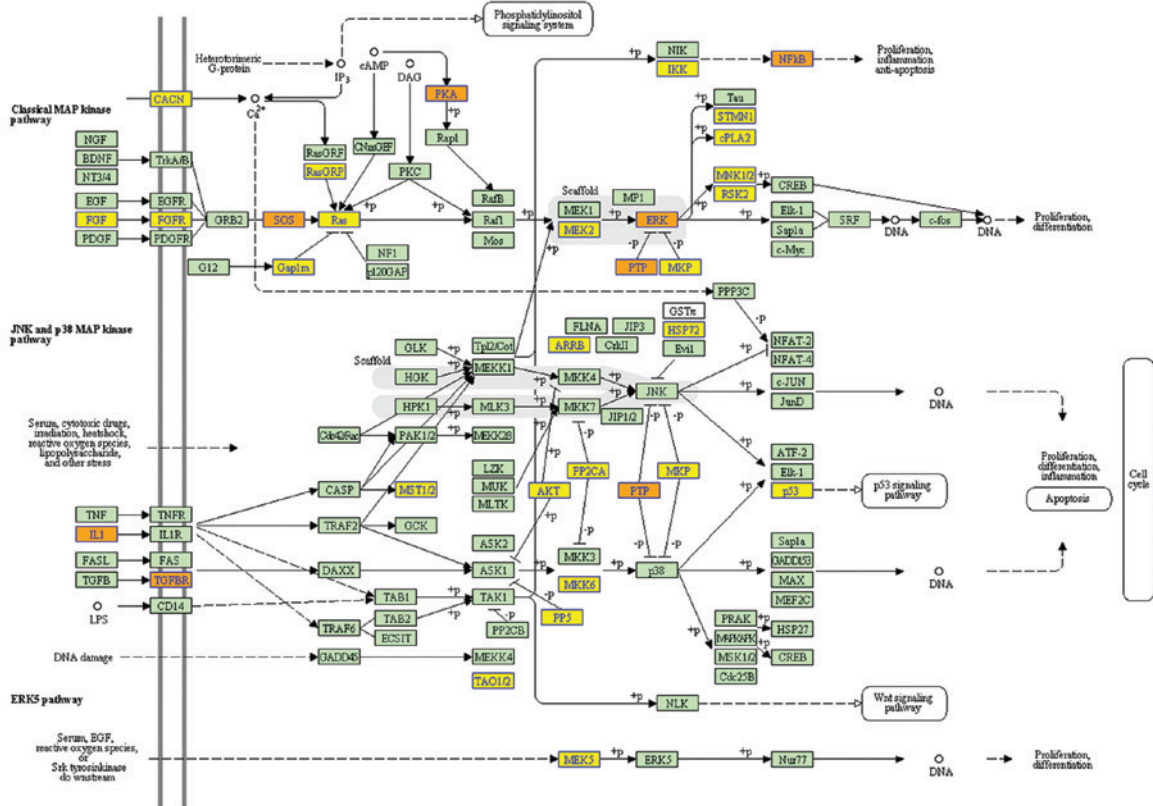 Phosphatidylinositol
signaling system
Heterotorimeric
G-protein
IP3
cAMP
DAG
PKA
+p
NIK
IKK
+p
NFkB
Proliferation,
inflammation
anti-apoptosis
CACN
Ca2+
Classical MAP kinase
pathway
NGF
BDNF
NT3/4
TrkA/B
EGF
EGFR
FGF
FGFR
PDGF
PDGFR
GRB2
SOS
RasGRF
RasGRP
CNrasGEF
PKC
Rap1
Ras
+p
+p
+p
RafB
Raf1
Mos
G12
Gap1m
NF1
p120GAP
+p
Scaffold
MEK1
MEK2
MP1
+p
ERK
-p
-p
PTP
MKP
+p
Tau
STMN1
+p
cPLA2
+p
MNK1/2
RSK2
+p
CREB
+p
Elk-1
Sap1a
c-Myc
SRF
DNA
c-fos
DNA
Proliferation,
differentiation
PPP3C
-p
JNK and p38 MAP kinase
pathway
Scaffold
GLK
HGK
HPK1
+p
+p
+p
Tpl2/Cot
MEKK1
MLK3
+p
+p
+p
FLNA
JIP3
ARRB
CrkII
GSTπ
HSP72
Evi1
MKK4
MKK7
+p
+p
JNK
JIP1/2
NFAT-2
NFAT-4
+p
c-JUN
JunD
DNA
Serum, cytotoxic drugs,
irradiation, heatshock,
reactive oxygen species,
lipopolysaccharide,
and other stress
Cdc42/Rac
PAK1/2
MEKK2/3
LZK
MUK
MLTK
+p
AKT
+p
-p
PP2CA
-p
-p
-p
PTP
MKP
-p
-p
+p
ATF-2
Elk-1
p53
p53 signaling
pathway
Proliferation,
differentiation,
inflammation
Apoptosis
Cell
cycle
CASP
MST1/2
TNF
TNFR
IL1
IL1R
TRAF2
GCK
FASL
FAS
TGFB
TGFBR
DAXX
ASK2
ASK1
+p
MKK3
MKK6
+p
p38
+p
Sap1a
GADD153
MAX
MEF2C
DNA
LPS
CD14
TAB1
TAB2
ECSIT
TRAF6
+p
+p
TAK1
-p
-p
PP2CB
PP5
+p
PRAK
MAPKAPK
MSK1/2
Cdc25B
+p
+p
HSP27
CREB
DNA damage
GADD45
MEKK4
TAO1/2
ERK5 pathway
+p
NLK
Wnt signaling
pathway
Serum, EGF,
reactive oxygen species,
or
Srk tyrosinkinase
do wnstream
MEK5
+p
ERK5
+p
Nur77
DNA
Proliferation,
differentiation